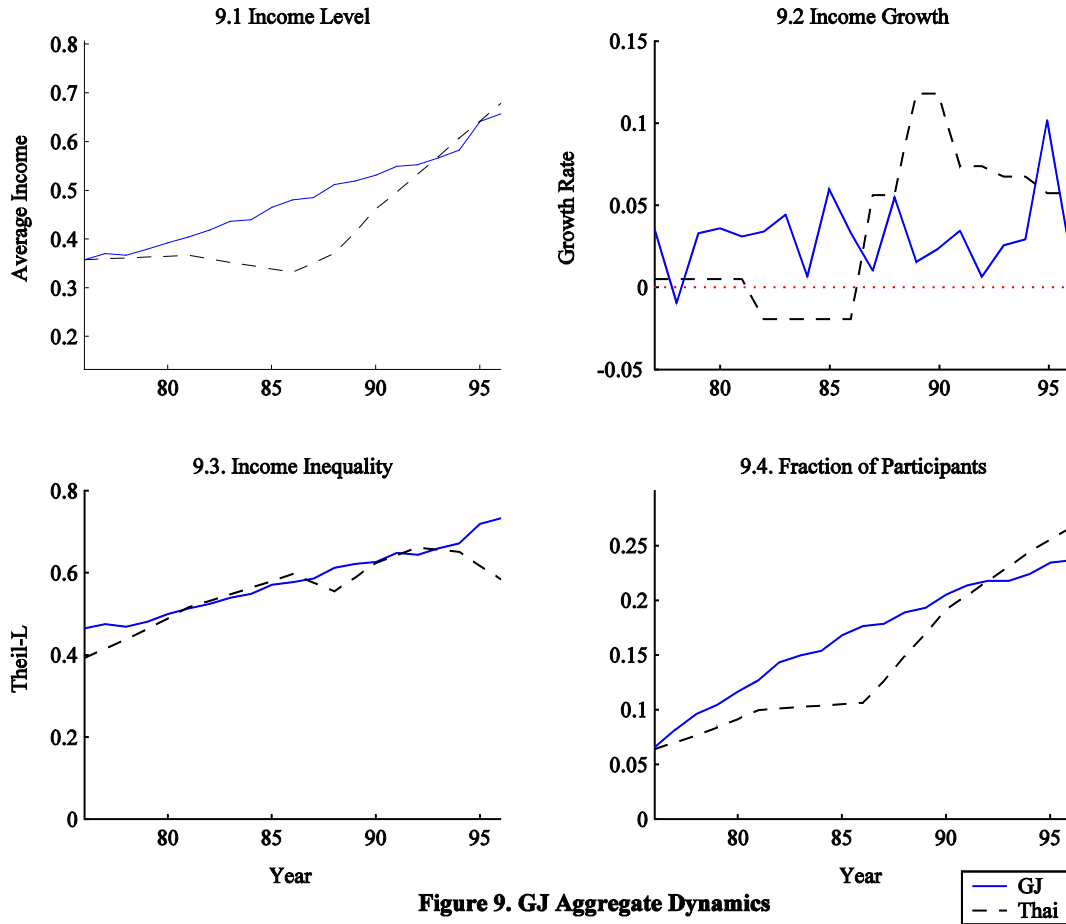 9.1 Income Level
Average Income
0.8
0.7
0.6
0.5
0.4
0.3
0.2
80 85 90 95
9.2 Income Growth
Growth Rate
0.15
0.1
0.05
0
-0.05
80 85 90 95
9.3. Income Inequality
Theil-L
0.8
0.6
0.4
0.2
0
80 85 90 95
Year
9.4. Fraction of Participants
0.25
0.2
0.15
0.1
0.05
0
80 85 90 95
Year
GJ
Thai
Figure 9. GJ Aggregate Dynamics